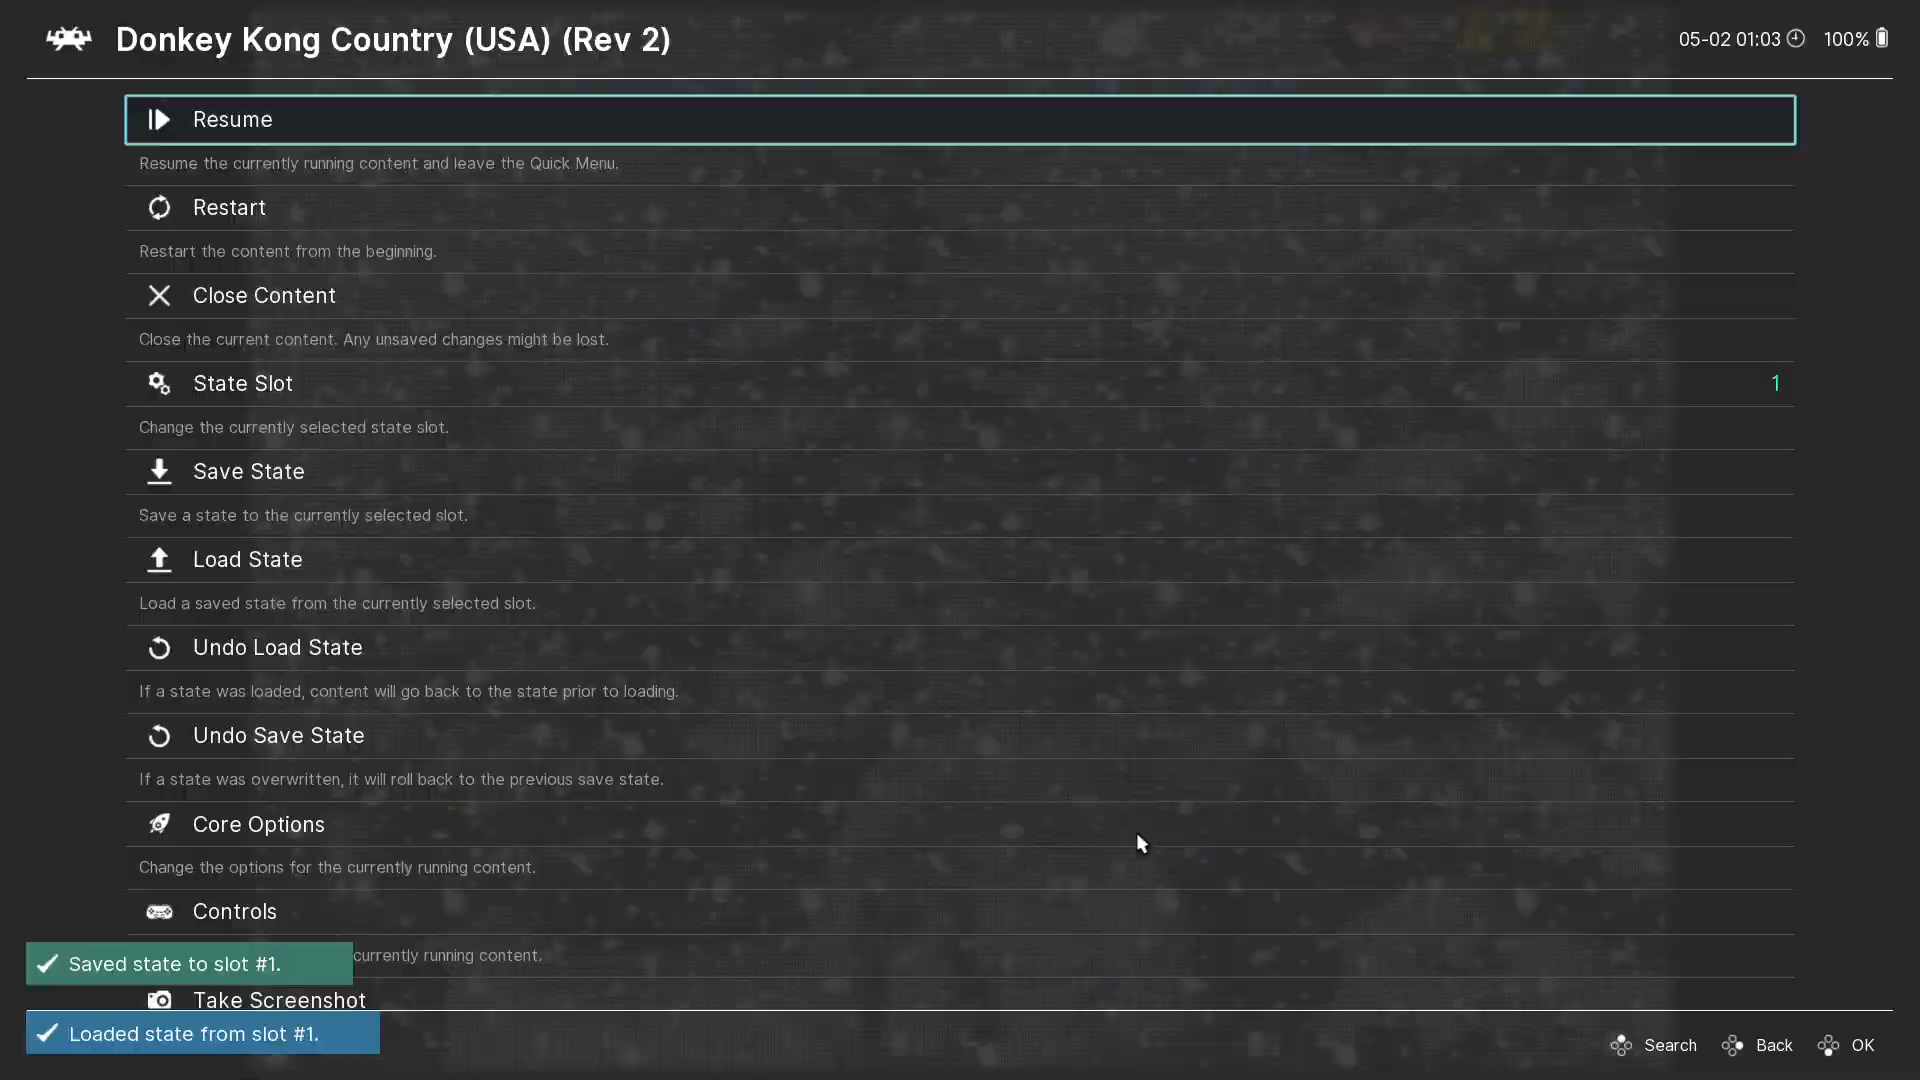 Donkey Kong Country (USA) (Rev 2)
05-02 01:03
100%
Resume
Resume the currently running content and leave the Quick Menu.
Restart
Restart the content from the beginning.
Close Content
Close the current content. Any unsaved changes might be lost.
State Slot
1
Change the currently selected state slot.
Save State
Save a state to the currently selected slot.
Load State
Load a saved state from the currently selected slot.
Undo Load State
If a state was loaded, content will go back to the state prior to loading.
Undo Save State
If a state was overwritten, it will roll back to the previous save state.
Core Options
Change the options for the currently running content.
Controls
currently running content.
Saved state to slot #1.
Take Screenshot
Loaded state from slot #1.
Search
Back
OK